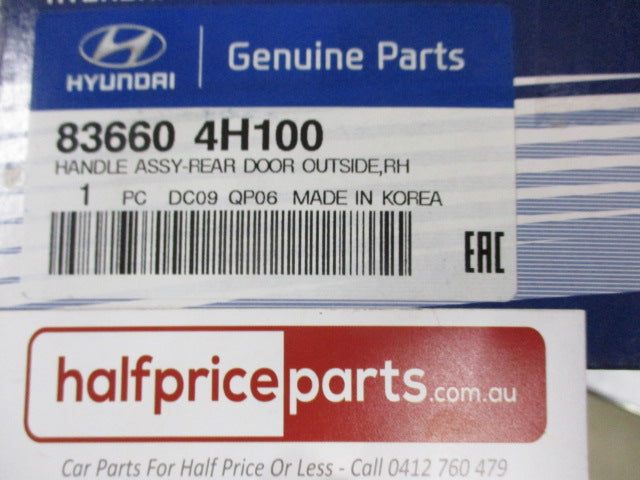 HYUNDAI
HYUNDAI
Genuine Parts
83660 4H100
HANDLE ASSY-REAR DOOR OUTSIDE,RH
1 PC DC09 QP06 MADE IN KOREA
EAC
halfpriceparts.com.au
Car Parts For Half Price Or Less - Call 0412 760 479